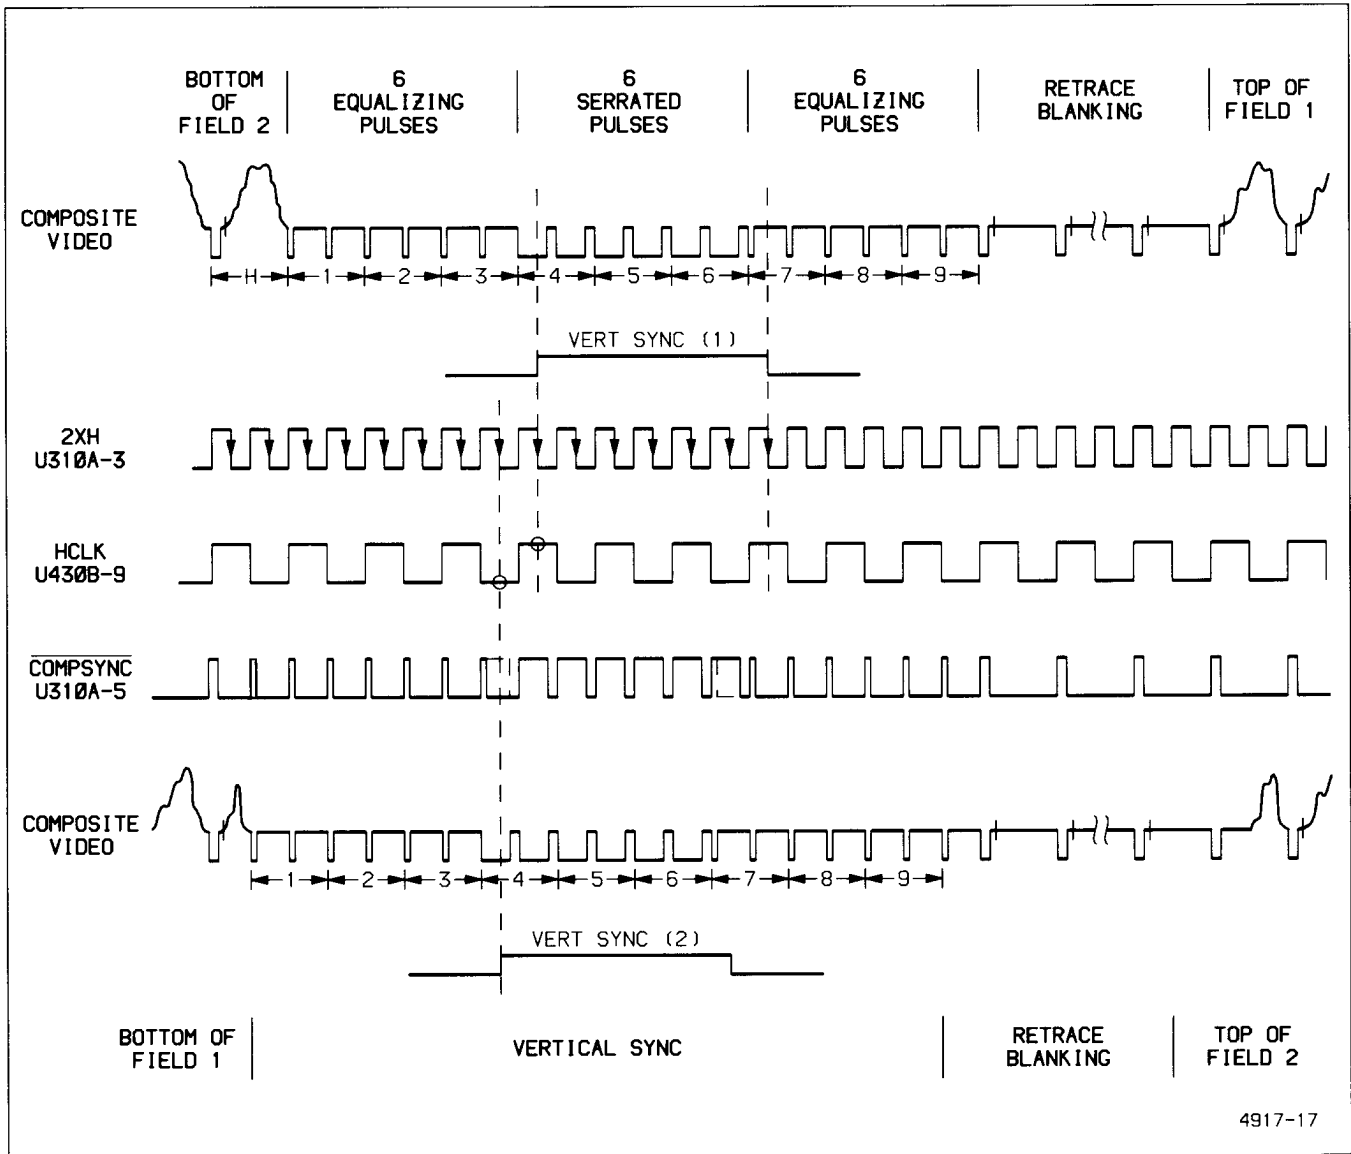 BOTTOM OF FIELD 2
6 EQUALIZING PULSES
6 SERRATED PULSES
6 EQUALIZING PULSES
RETRACE BLANKING
TOP OF FIELD 1
COMPOSITE VIDEO
H 1 2 3 4 5 6 7 8 9
VERT SYNC (1)
2XH
U310A-3
HCLK
U430B-9
COMPSYNC
U310A-5
COMPOSITE VIDEO
1 2 3 4 5 6 7 8 9
VERT SYNC (2)
BOTTOM OF FIELD 1
VERTICAL SYNC
RETRACE BLANKING
TOP OF FIELD 2
4917-17